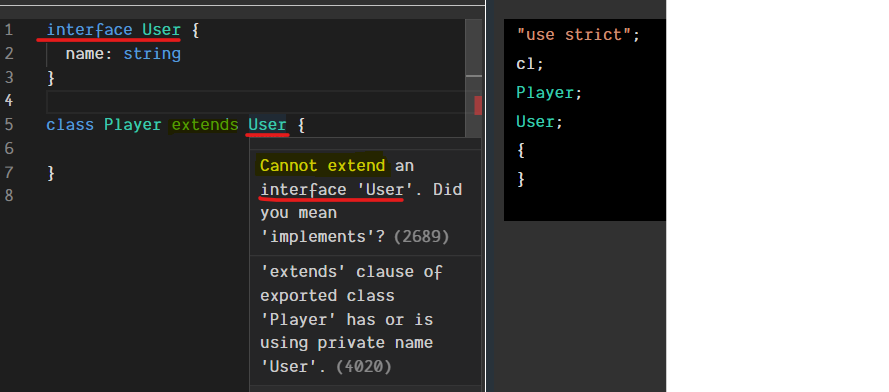 1 interface User {
2 name: string
3 }
4
5 class Player extends User {
6
7 }
8
Cannot extend an
interface 'User'. Did
you mean
'implements'? (2689)
'extends' clause of
exported class
'Player' has or is
using private name
'User'. (4020)
"use strict";
cl;
Player;
User;
{
}